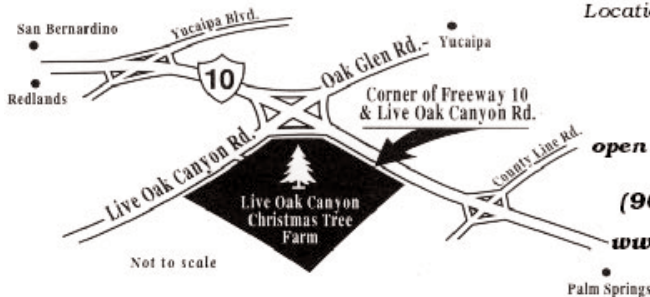 Locatio
San Bernardino
Yucaipa Blvd.
Yucaipa
Redlands
10
Oak Glen Rd.
Corner of Freeway 10
& Live Oak Canyon Rd.
County Line Rd.
open
Live Oak Canyon Rd.
Live Oak Canyon
Christmas Tree
Farm
(90
ww
Not to scale
Palm Springs